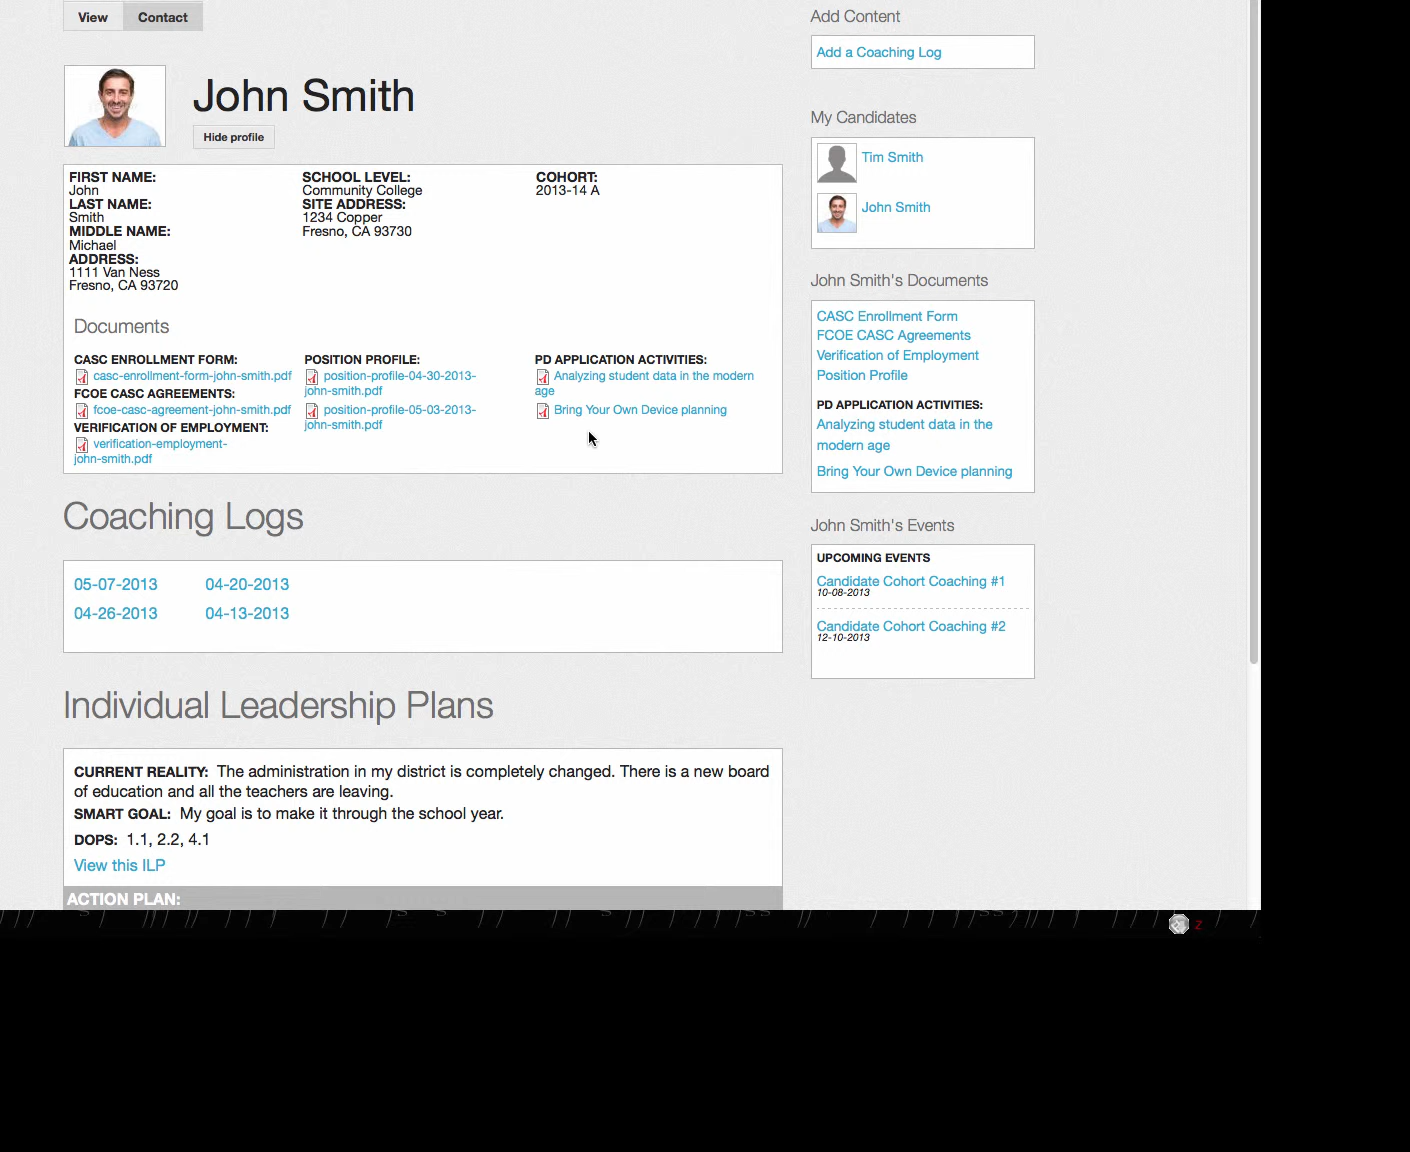 View
Contact
John Smith
Hide profile
FIRST NAME:
John
LAST NAME:
Smith
MIDDLE NAME:
Michael
ADDRESS:
1111 Van Ness
Fresno, CA 93720
SCHOOL LEVEL:
Community College
SITE ADDRESS:
1234 Copper
Fresno, CA 93730
COHORT:
2013-14 A
Documents
CASC ENROLLMENT FORM:
casc-enrollment-form-john-smith.pdf
FCOE CASC AGREEMENTS:
fcoe-casc-agreement-john-smith.pdf
VERIFICATION OF EMPLOYMENT:
verification-employment-
john-smith.pdf
POSITION PROFILE:
position-profile-04-30-2013-
john-smith.pdf
position-profile-05-03-2013-
john-smith.pdf
PD APPLICATION ACTIVITIES:
Analyzing student data in the modern
age
Bring Your Own Device planning
Coaching Logs
05-07-2013 04-20-2013
04-26-2013 04-13-2013
Individual Leadership Plans
CURRENT REALITY: The administration in my district is completely changed. There is a new board
of education and all the teachers are leaving.
SMART GOAL: My goal is to make it through the school year.
DOPS: 1.1, 2.2, 4.1
View this ILP
ACTION PLAN:
Add Content
Add a Coaching Log
My Candidates
Tim Smith
John Smith
John Smith's Documents
CASC Enrollment Form
FCOE CASC Agreements
Verification of Employment
Position Profile
PD APPLICATION ACTIVITIES:
Analyzing student data in the
modern age
Bring Your Own Device planning
John Smith's Events
UPCOMING EVENTS
Candidate Cohort Coaching #1
10-08-2013
Candidate Cohort Coaching #2
12-10-2013